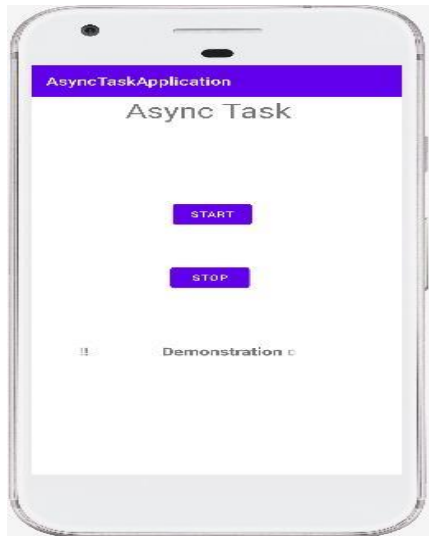 AsyncTaskApplication
Async Task
START
STOP
!! Demonstration